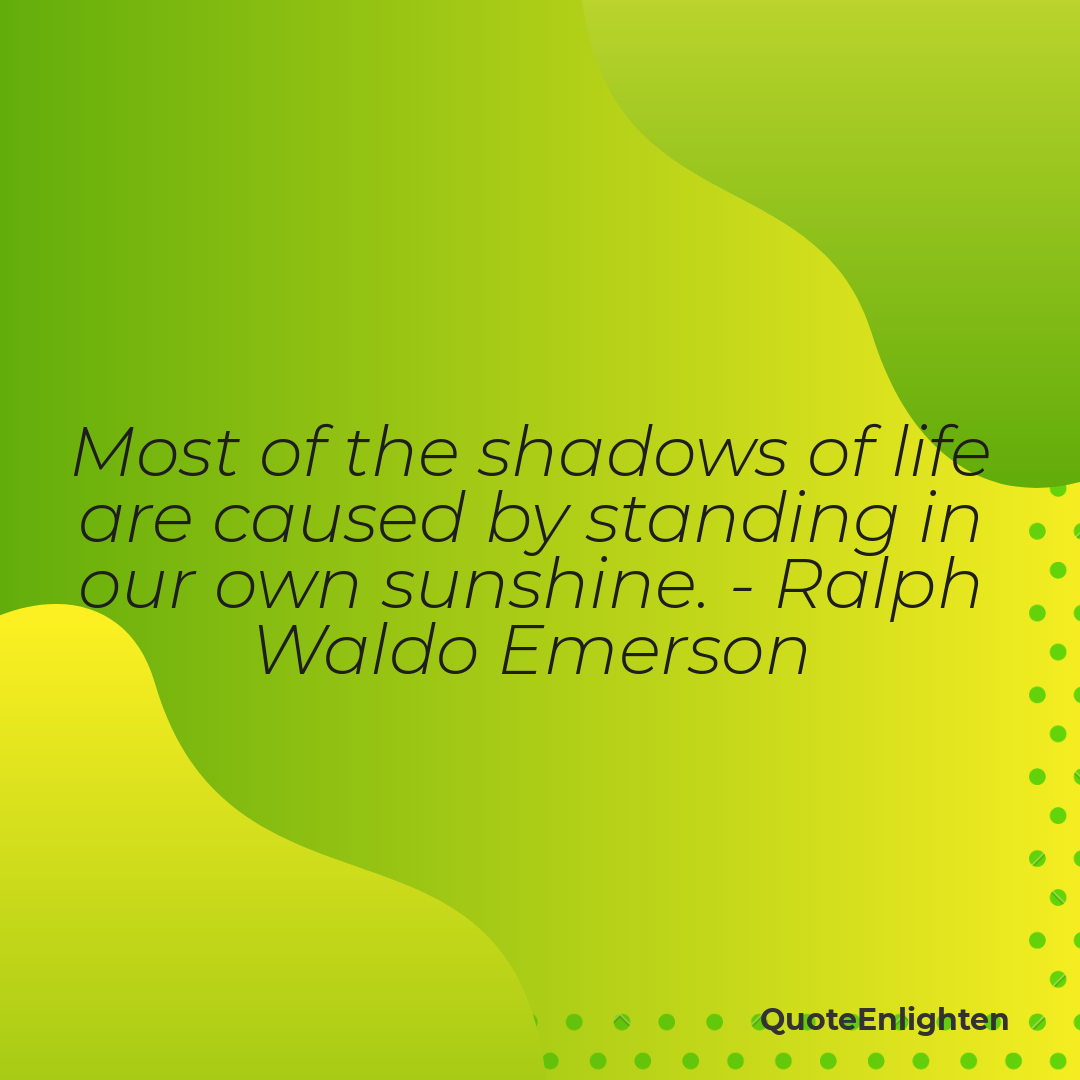 Most of the shadows of life
are caused by standing in
our own sunshine. - Ralph
Waldo Emerson
QuoteEnlighten